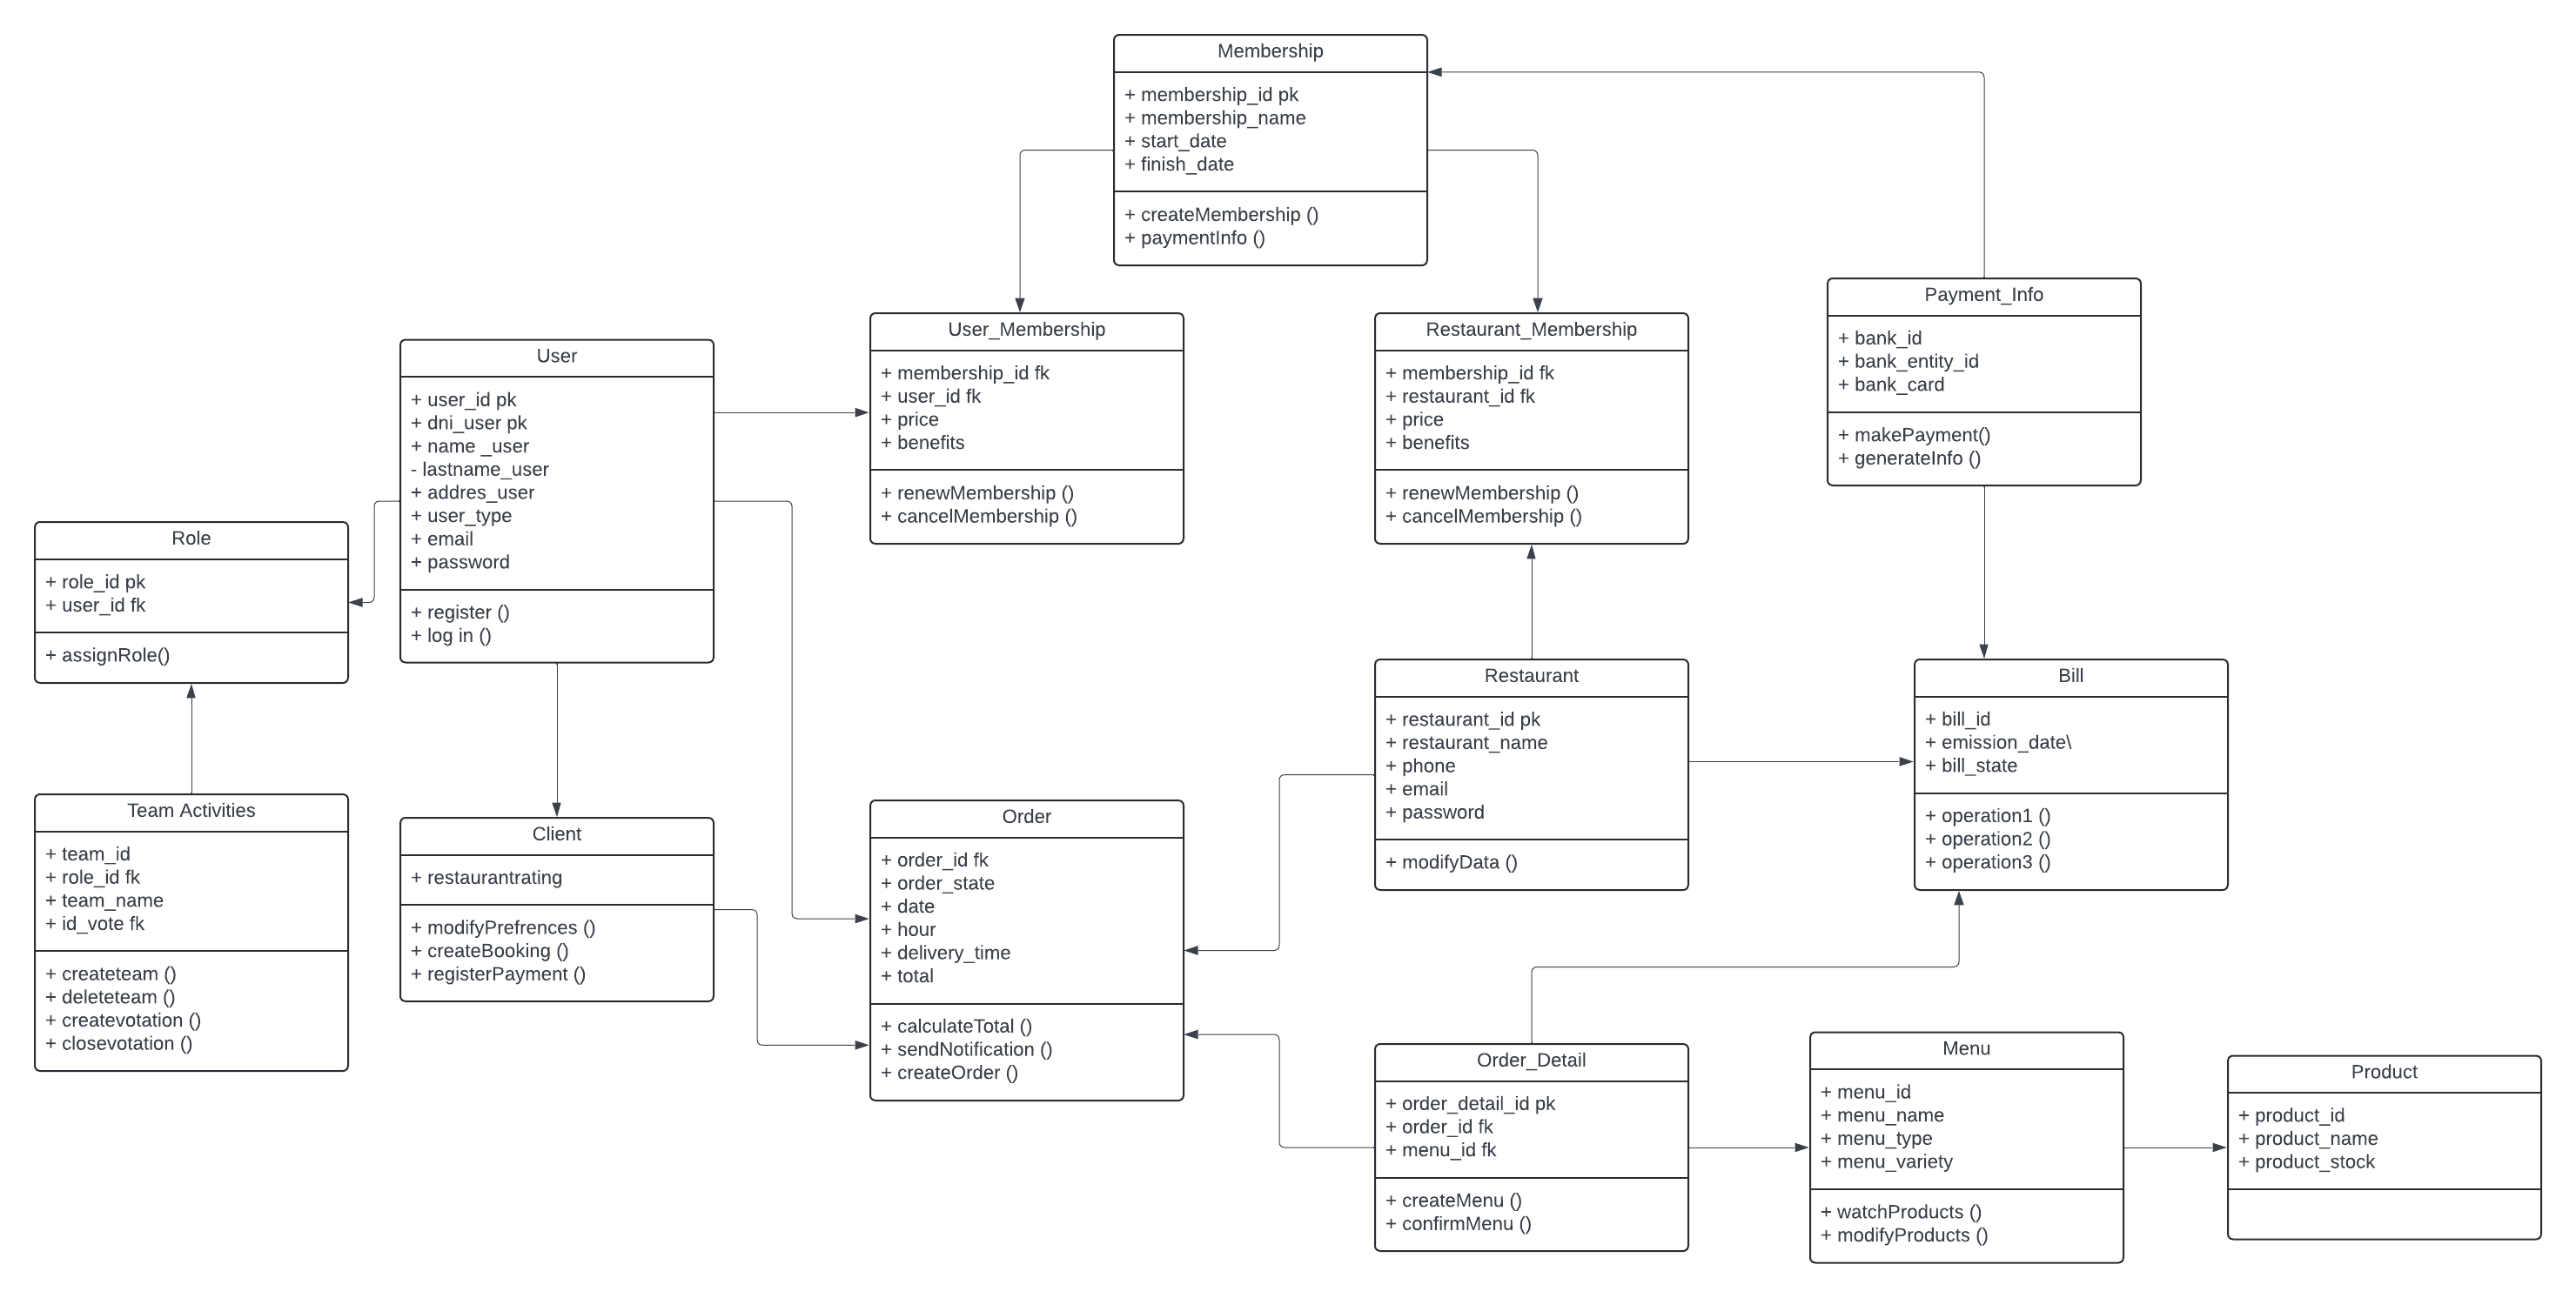 Membership
+ membership_id pk
+ membership_name
+ start_date
+ finish_date
+ createMembership ()
+ paymentInfo ()
Payment_Info
+ bank_id
+ bank_entity_id
+ bank_card
+ makePayment()
+ generateInfo ()
User_Membership
+ membership_id fk
+ user_id fk
+ price
+ benefits
+ renewMembership ()
+ cancelMembership ()
Restaurant_Membership
+ membership_id fk
+ restaurant_id fk
+ price
+ benefits
+ renewMembership ()
+ cancelMembership ()
User
+ user_id pk
+ dni_user pk
+ name _user
- lastname_user
+ addres_user
+ user_type
+ email
+ password
+ register ()
+ log in ()
Role
+ role_id pk
+ user_id fk
+ assignRole()
Restaurant
+ restaurant_id pk
+ restaurant_name
+ phone
+ email
+ password
+ modifyData ()
Bill
+ bill_id
+ emission_date\
+ bill_state
+ operation1 ()
+ operation2 ()
+ operation3 ()
Team Activities
+ team_id
+ role_id fk
+ team_name
+ id_vote fk
+ createteam ()
+ deleteteam ()
+ createvotation ()
+ closevotation ()
Client
+ restaurantrating
+ modifyPrefrences ()
+ createBooking ()
+ registerPayment ()
Order
+ order_id fk
+ order_state
+ date
+ hour
+ delivery_time
+ total
+ calculateTotal ()
+ sendNotification ()
+ createOrder ()
Order_Detail
+ order_detail_id pk
+ order_id fk
+ menu_id fk
+ createMenu ()
+ confirmMenu ()
Menu
+ menu_id
+ menu_name
+ menu_type
+ menu_variety
+ watchProducts ()
+ modifyProducts ()
Product
+ product_id
+ product_name
+ product_stock